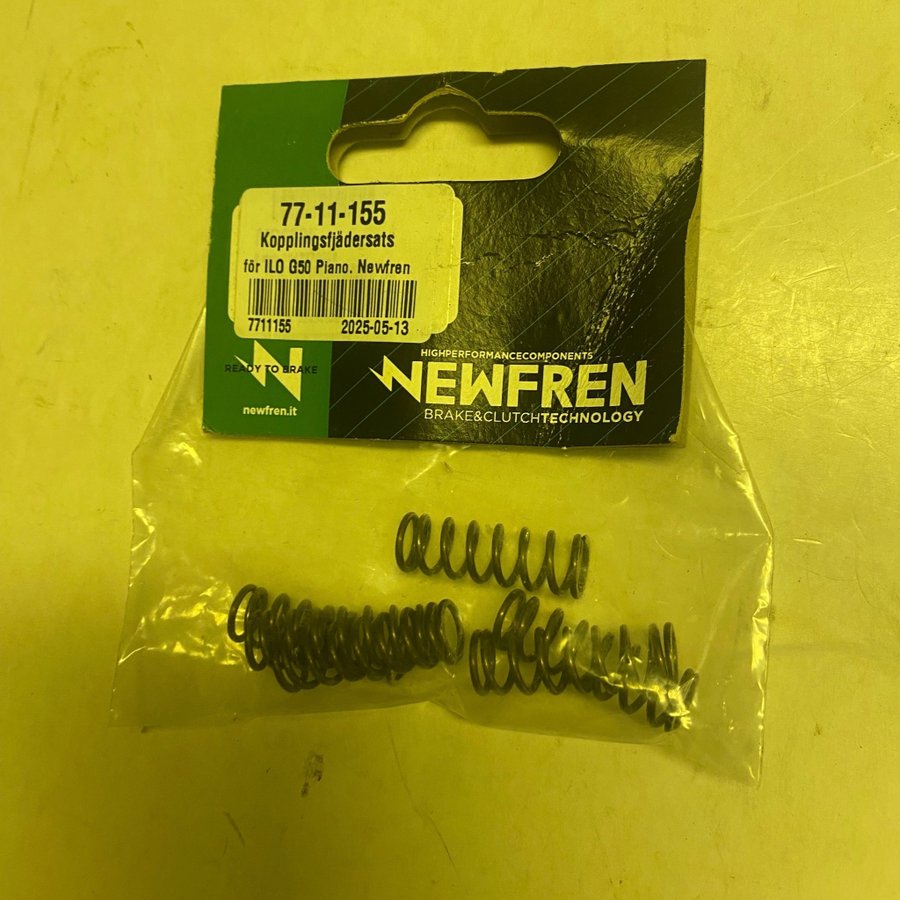 77-11-155
Kopplingsfjädersats
för ILO G50 Piano. Newfren
7711155 2025-05-13
READY TO BRAKE
newfren.it
HIGHPERFORMANCECOMPONENTS
NEWFREN
BRAKE&CLUTCHTECHNOLOGY